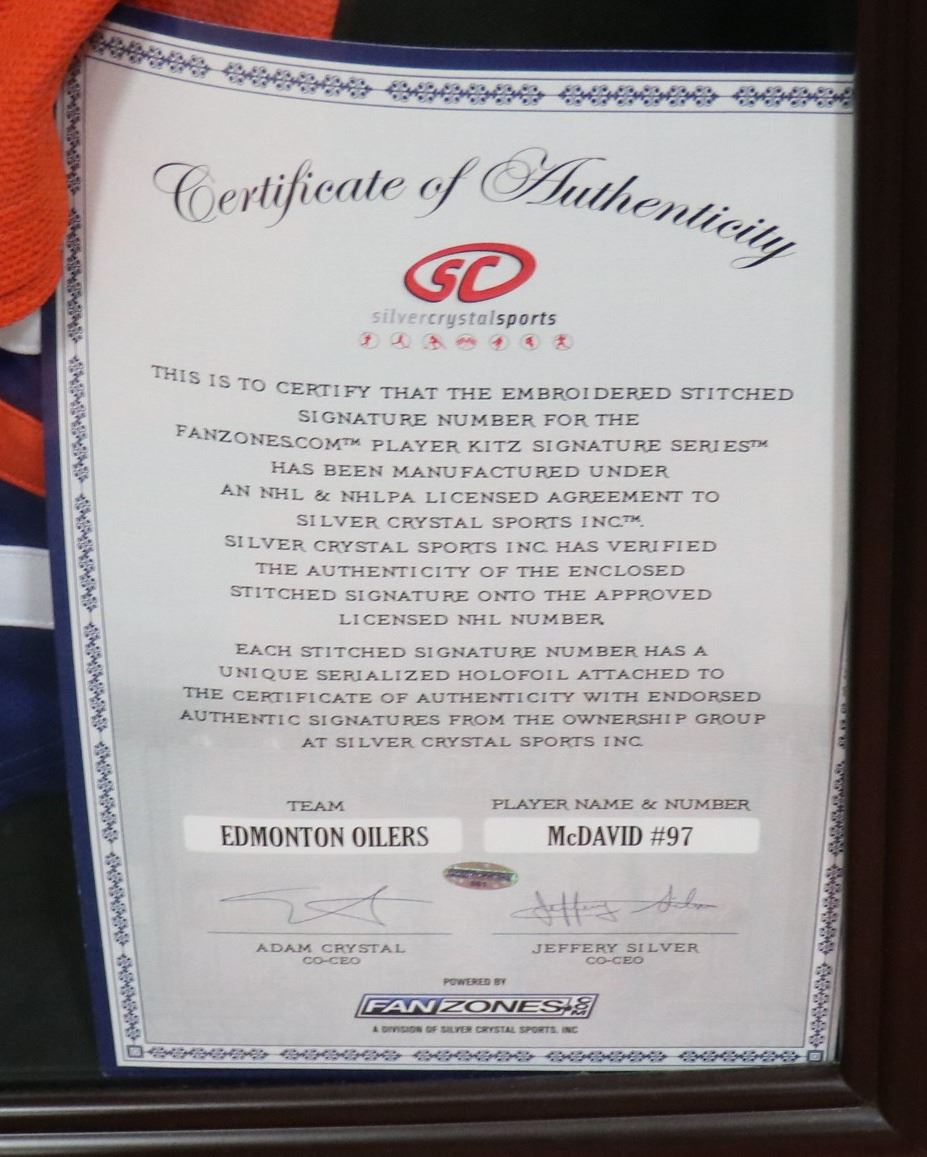 Certificate of Authenticity
SC
silvercrystalsports
THIS IS TO CERTIFY THAT THE EMBROIDERED STITCHED
SIGNATURE NUMBER FOR THE
FANZONES.COM™ PLAYER KITZ SIGNATURE SERIES™
HAS BEEN MANUFACTURED UNDER
AN NHL & NHLPA LICENSED AGREEMENT TO
SILVER CRYSTAL SPORTS INC.™.
SILVER CRYSTAL SPORTS INC. HAS VERIFIED
THE AUTHENTICITY OF THE ENCLOSED
STITCHED SIGNATURE ONTO THE APPROVED
LICENSED NHL NUMBER.
EACH STITCHED SIGNATURE NUMBER HAS A
UNIQUE SERIALIZED HOLOFOIL ATTACHED TO
THE CERTIFICATE OF AUTHENTICITY WITH ENDORSED
AUTHENTIC SIGNATURES FROM THE OWNERSHIP GROUP
AT SILVER CRYSTAL SPORTS INC.
TEAM
EDMONTON OILERS
PLAYER NAME & NUMBER
McDAVID #97
Jeffery Silver
ADAM CRYSTAL
CO-CEO
JEFFERY SILVER
CO-CEO
POWERED BY
FANZONES.COM
A DIVISION OF SILVER CRYSTAL SPORTS, INC